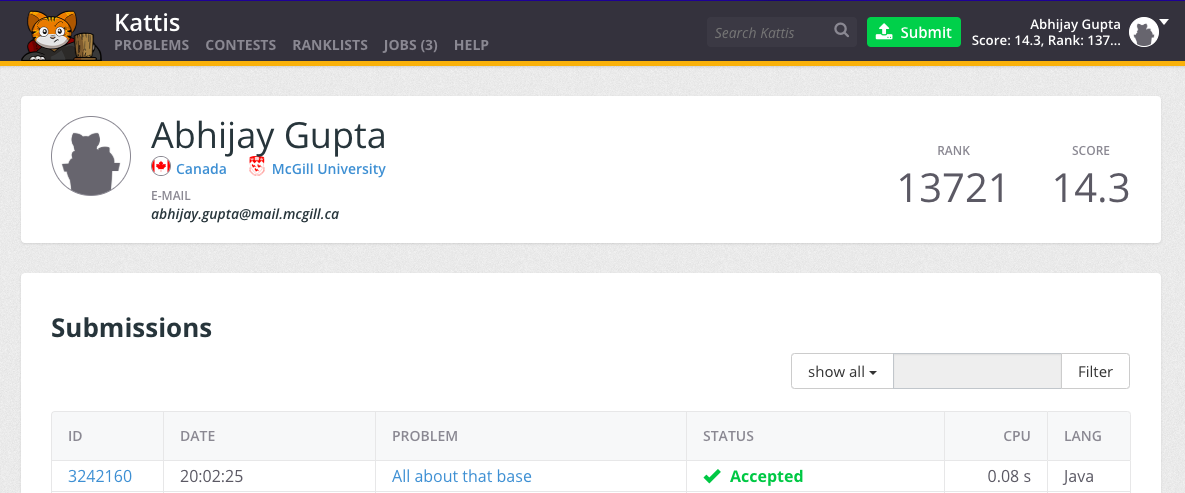 Kattis
PROBLEMS CONTESTS RANKLISTS JOBS (3) HELP
Search Kattis
Submit
Abhijay Gupta
Score: 14.3, Rank: 137...
Abhijay Gupta
Canada McGill University
E-MAIL
abhijay.gupta@mail.mcgill.ca
RANK SCORE
13721 14.3
Submissions
show all Filter
ID DATE PROBLEM STATUS CPU LANG
3242160 20:02:25 All about that base Accepted 0.08 s Java